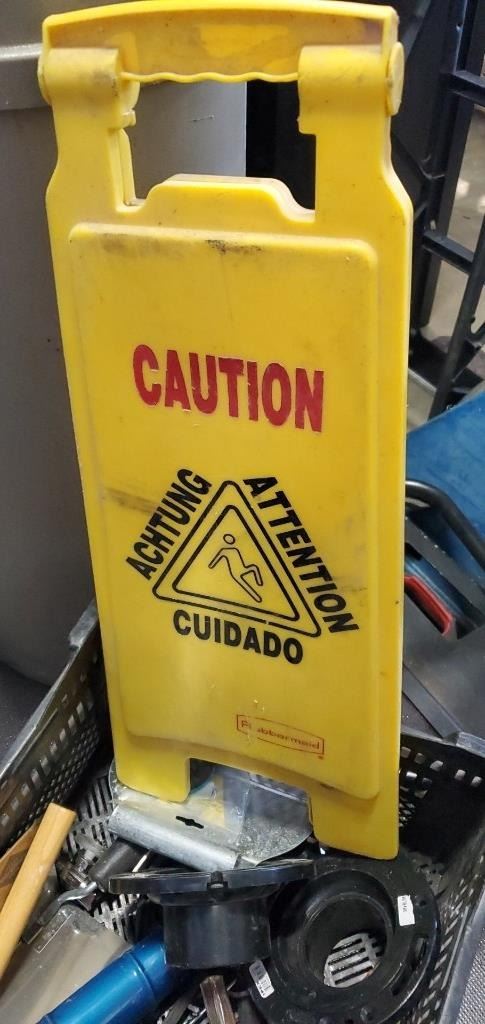 CAUTION
ACHTUNG
ATTENTION
CUIDADO
Rubbermaid